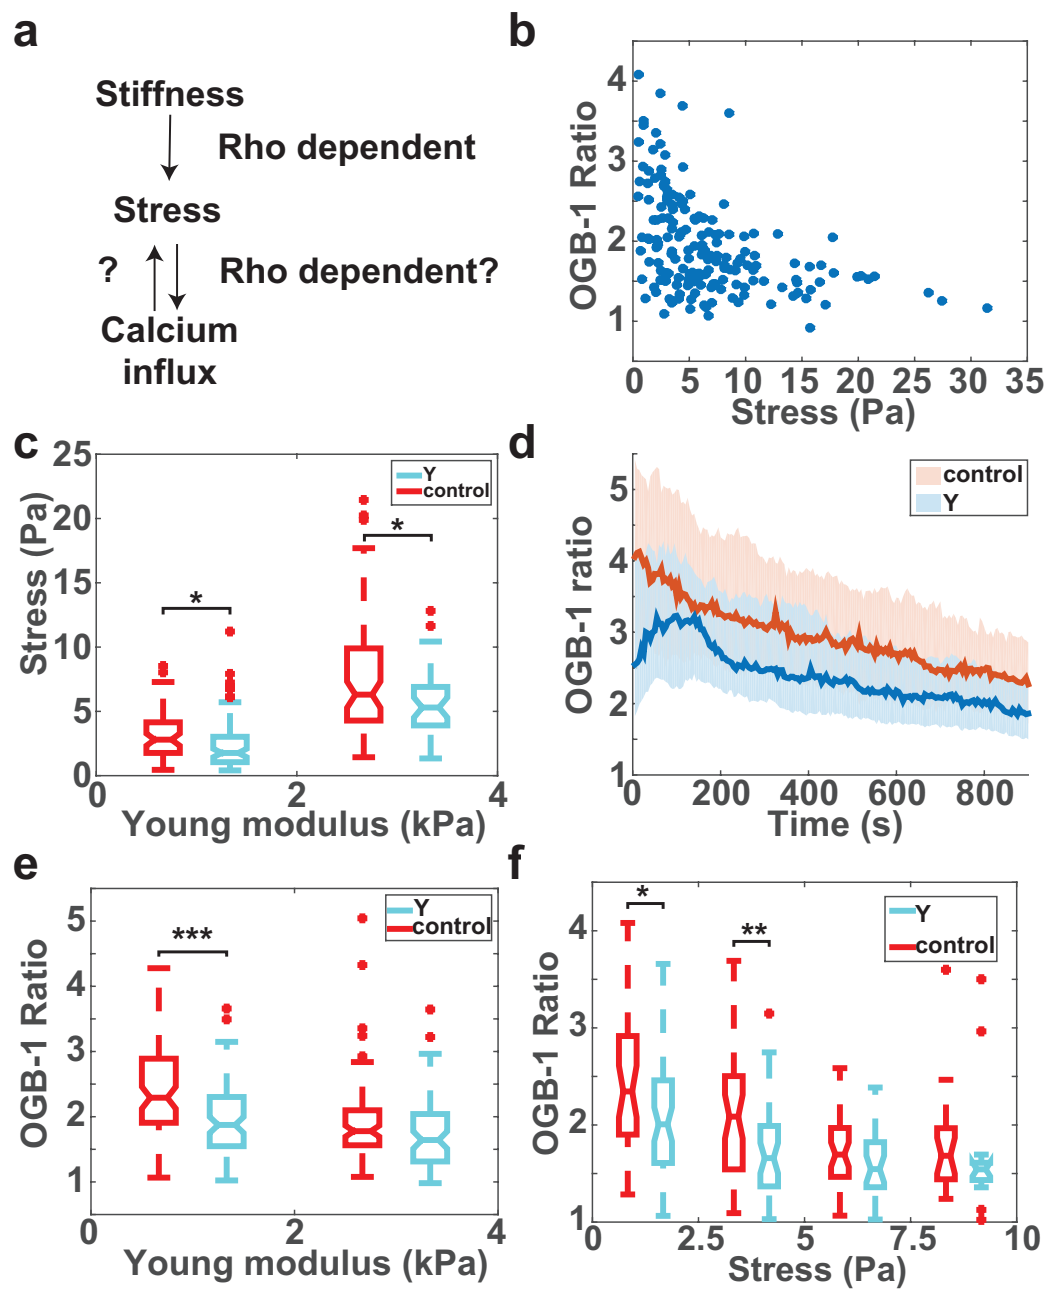 a
Stiffness
Rho dependent
Stress
?
Rho dependent?
Calcium
influx
b
OGB-1 Ratio
4
3
2
1
0
5
10
15
20
25
30
35
Stress (Pa)
c
Stress (Pa)
25
20
15
10
5
0
Y
control
*
*
0
2
4
Young modulus (kPa)
d
OGB-1 ratio
5
4
3
2
1
control
Y
0
200
400
600
800
Time (s)
e
OGB-1 Ratio
5
4
3
2
1
Y
control
***
0
2
4
Young modulus (kPa)
f
OGB-1 Ratio
4
3
2
1
Y
control
*
**
0
2.5
5
7.5
10
Stress (Pa)